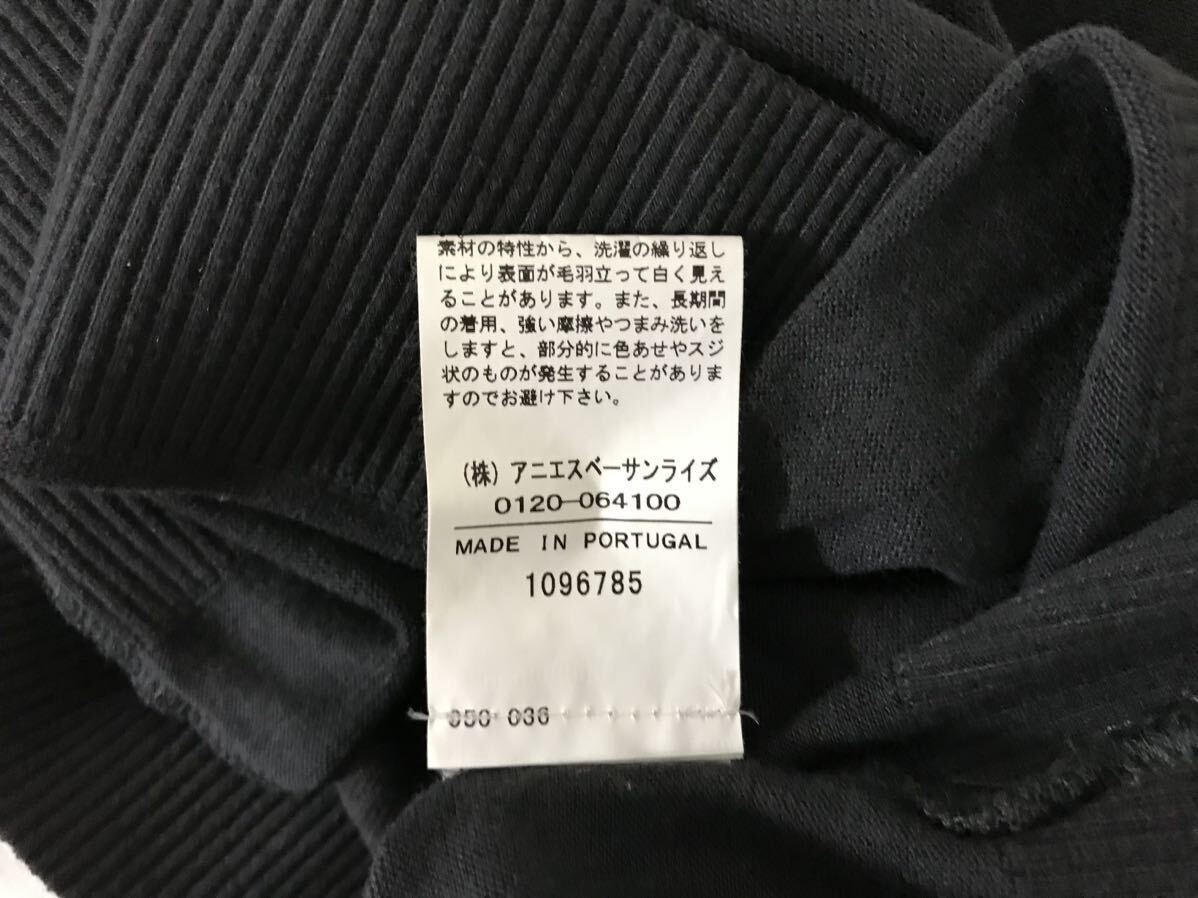 素材の特性から、洗濯の繰り返し
により表面が毛羽立って白く見え
ることがあります。また、長期間
の着用、強い摩擦やつまみ洗いを
しますと、部分的に色あせやスジ
状のものが発生することがありま
すのでお避け下さい。
(株)アニエスベーサンライズ
0120-064100
MADE IN PORTUGAL
1096785
050 036